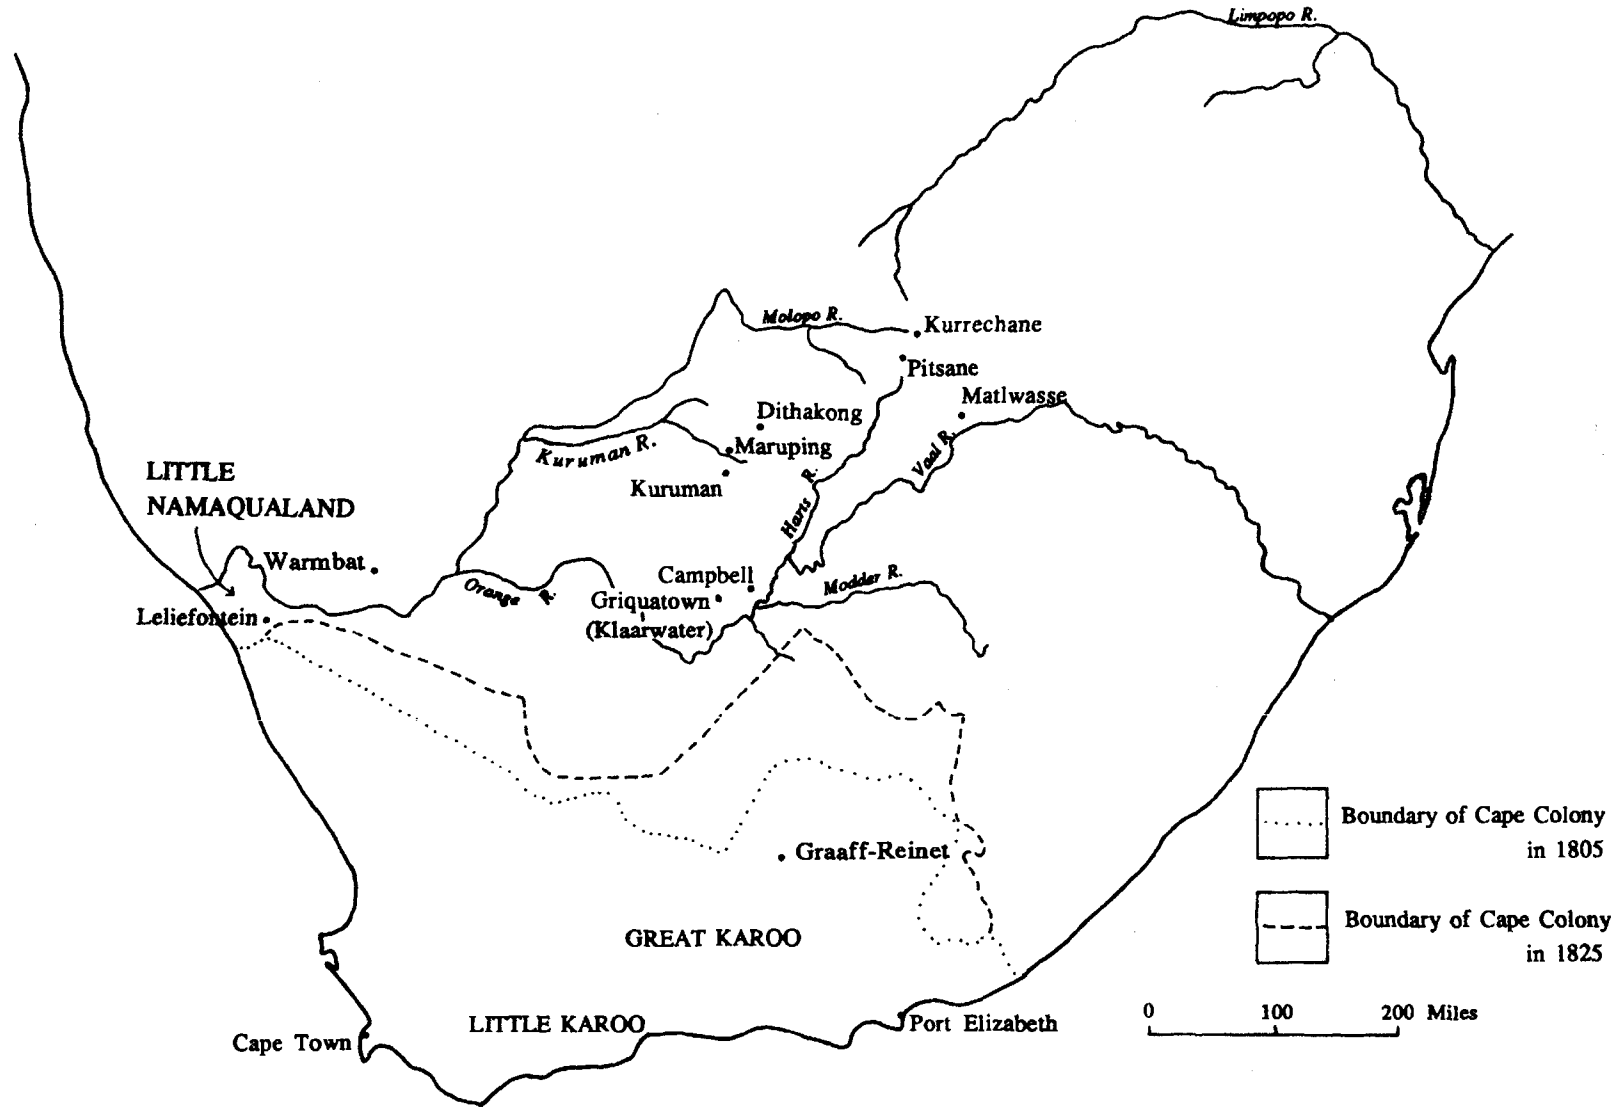 Limpopo R.
Molopo R.
Kurrechane
Pitsane
Matlwasse
Dithakong
Maruping
Kuruman R.
Kuruman
Vaal R.
Harts R.
LITTLE
NAMAQUALAND
Warmbat
Orange R.
Campbell
Griquatown
(Klaarwater)
Modder R.
Leliefontein
Graaff-Reinet
GREAT KAROO
LITTLE KAROO
Cape Town
Port Elizabeth
Boundary of Cape Colony
in 1805
Boundary of Cape Colony
in 1825
0 100 200 Miles